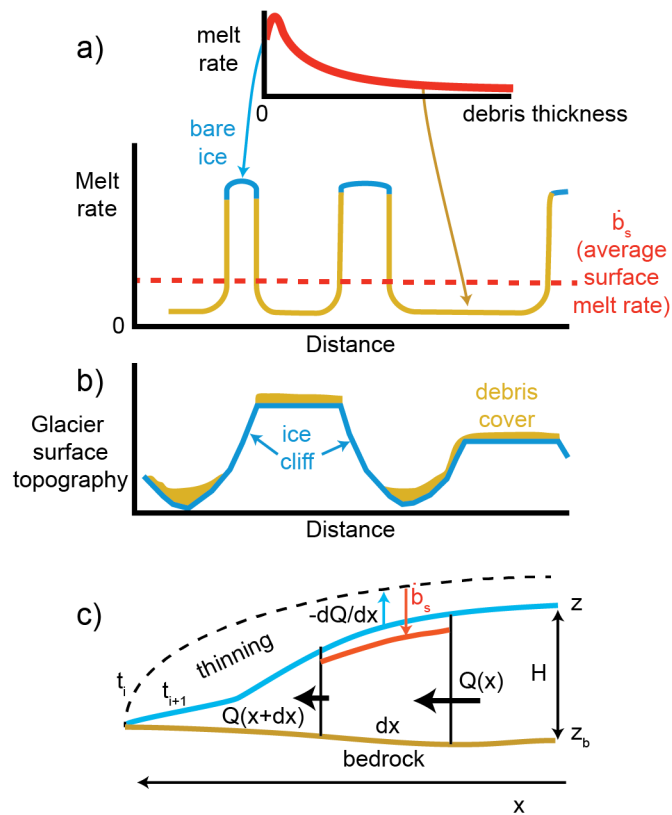 a)
melt
rate
0
debris thickness
bare
ice
Melt
rate
0
Distance
ḃs
(average
surface
melt rate)
b)
Glacier
surface
topography
ice
cliff
debris
cover
Distance
c)
-dQ/dx
ḃs
z
thinning
ti
ti+1
Q(x+dx)
Q(x)
H
dx
zb
bedrock
x